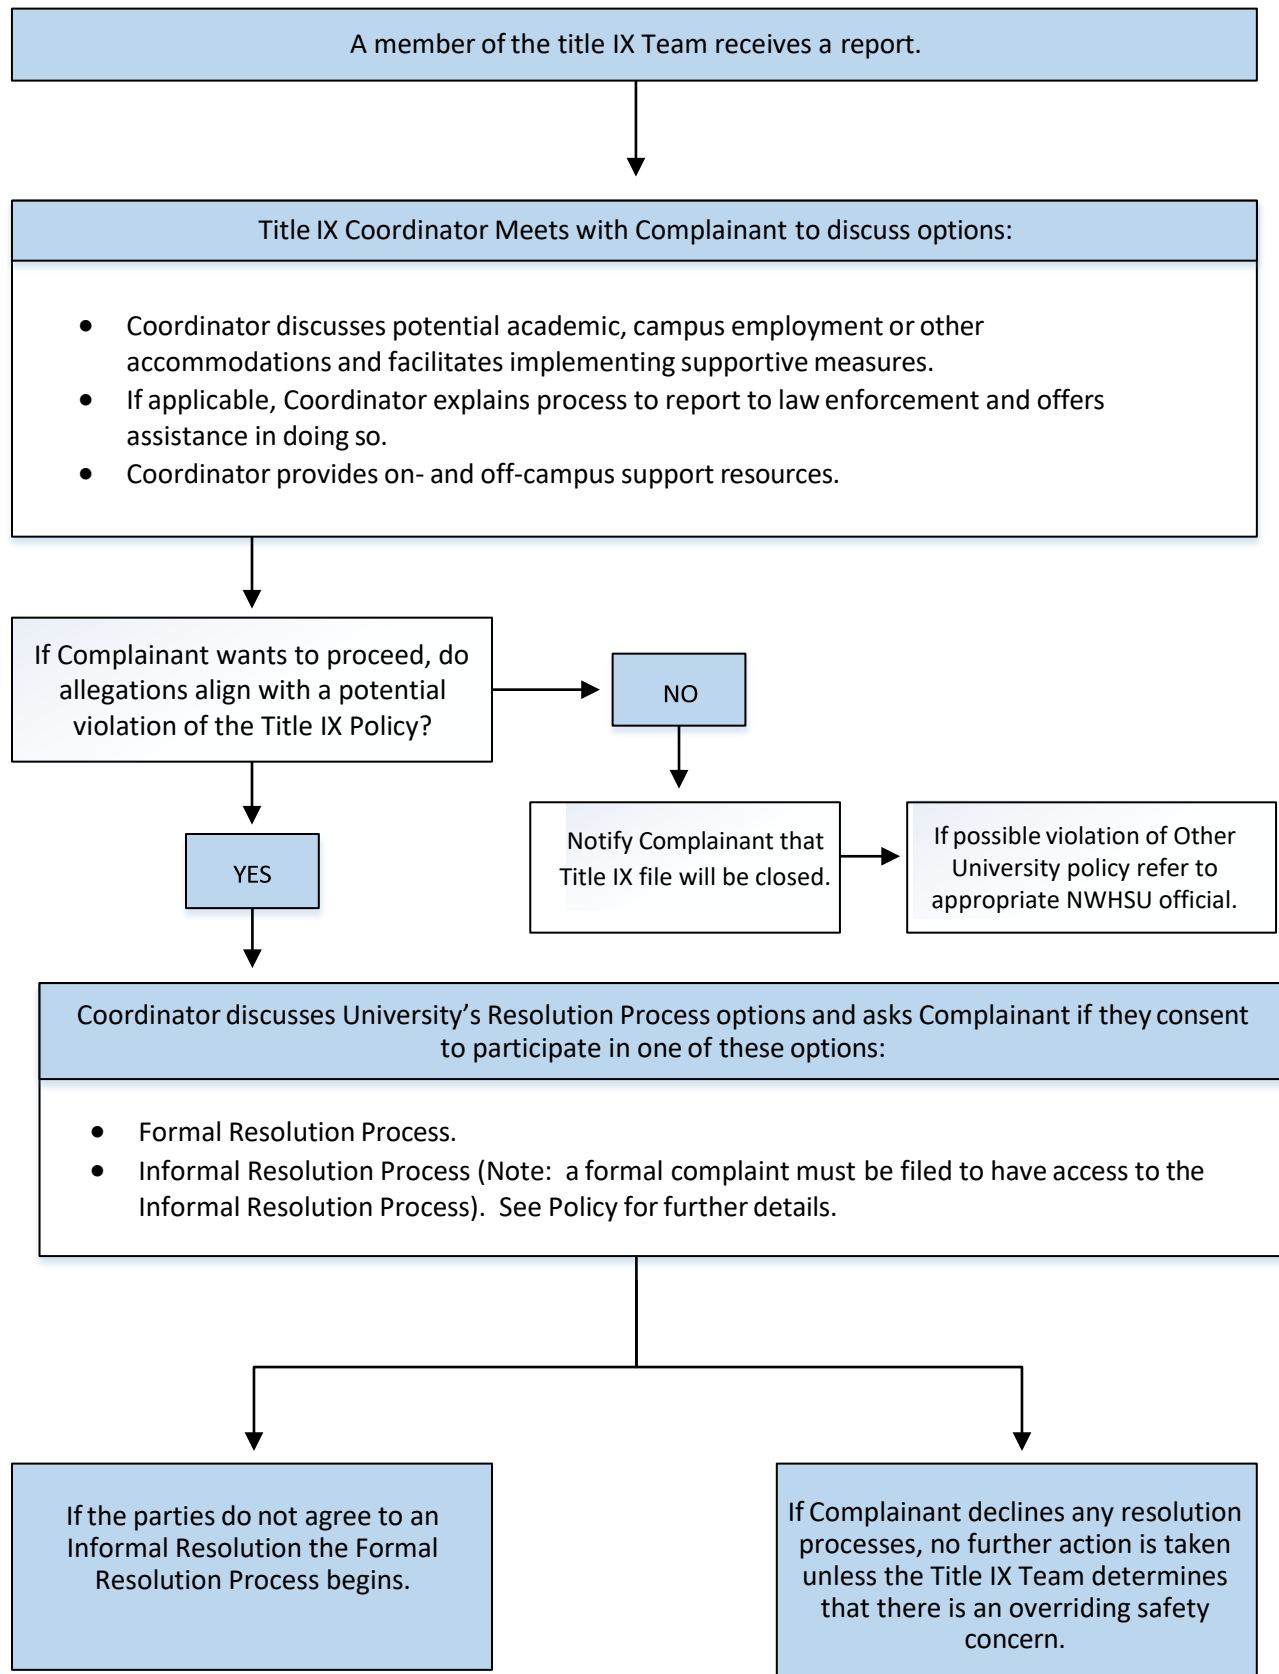 A member of the title IX Team receives a report.
Title IX Coordinator Meets with Complainant to discuss options:
• Coordinator discusses potential academic, campus employment or other
accommodations and facilitates implementing supportive measures.
• If applicable, Coordinator explains process to report to law enforcement and offers
assistance in doing so.
• Coordinator provides on- and off-campus support resources.
If Complainant wants to proceed, do
allegations align with a potential
violation of the Title IX Policy?
NO
Notify Complainant that
Title IX file will be closed.
If possible violation of Other
University policy refer to
appropriate NWHSU official.
YES
Coordinator discusses University’s Resolution Process options and asks Complainant if they consent
to participate in one of these options:
• Formal Resolution Process.
• Informal Resolution Process (Note: a formal complaint must be filed to have access to the
Informal Resolution Process). See Policy for further details.
If the parties do not agree to an
Informal Resolution the Formal
Resolution Process begins.
If Complainant declines any resolution
processes, no further action is taken
unless the Title IX Team determines
that there is an overriding safety
concern.